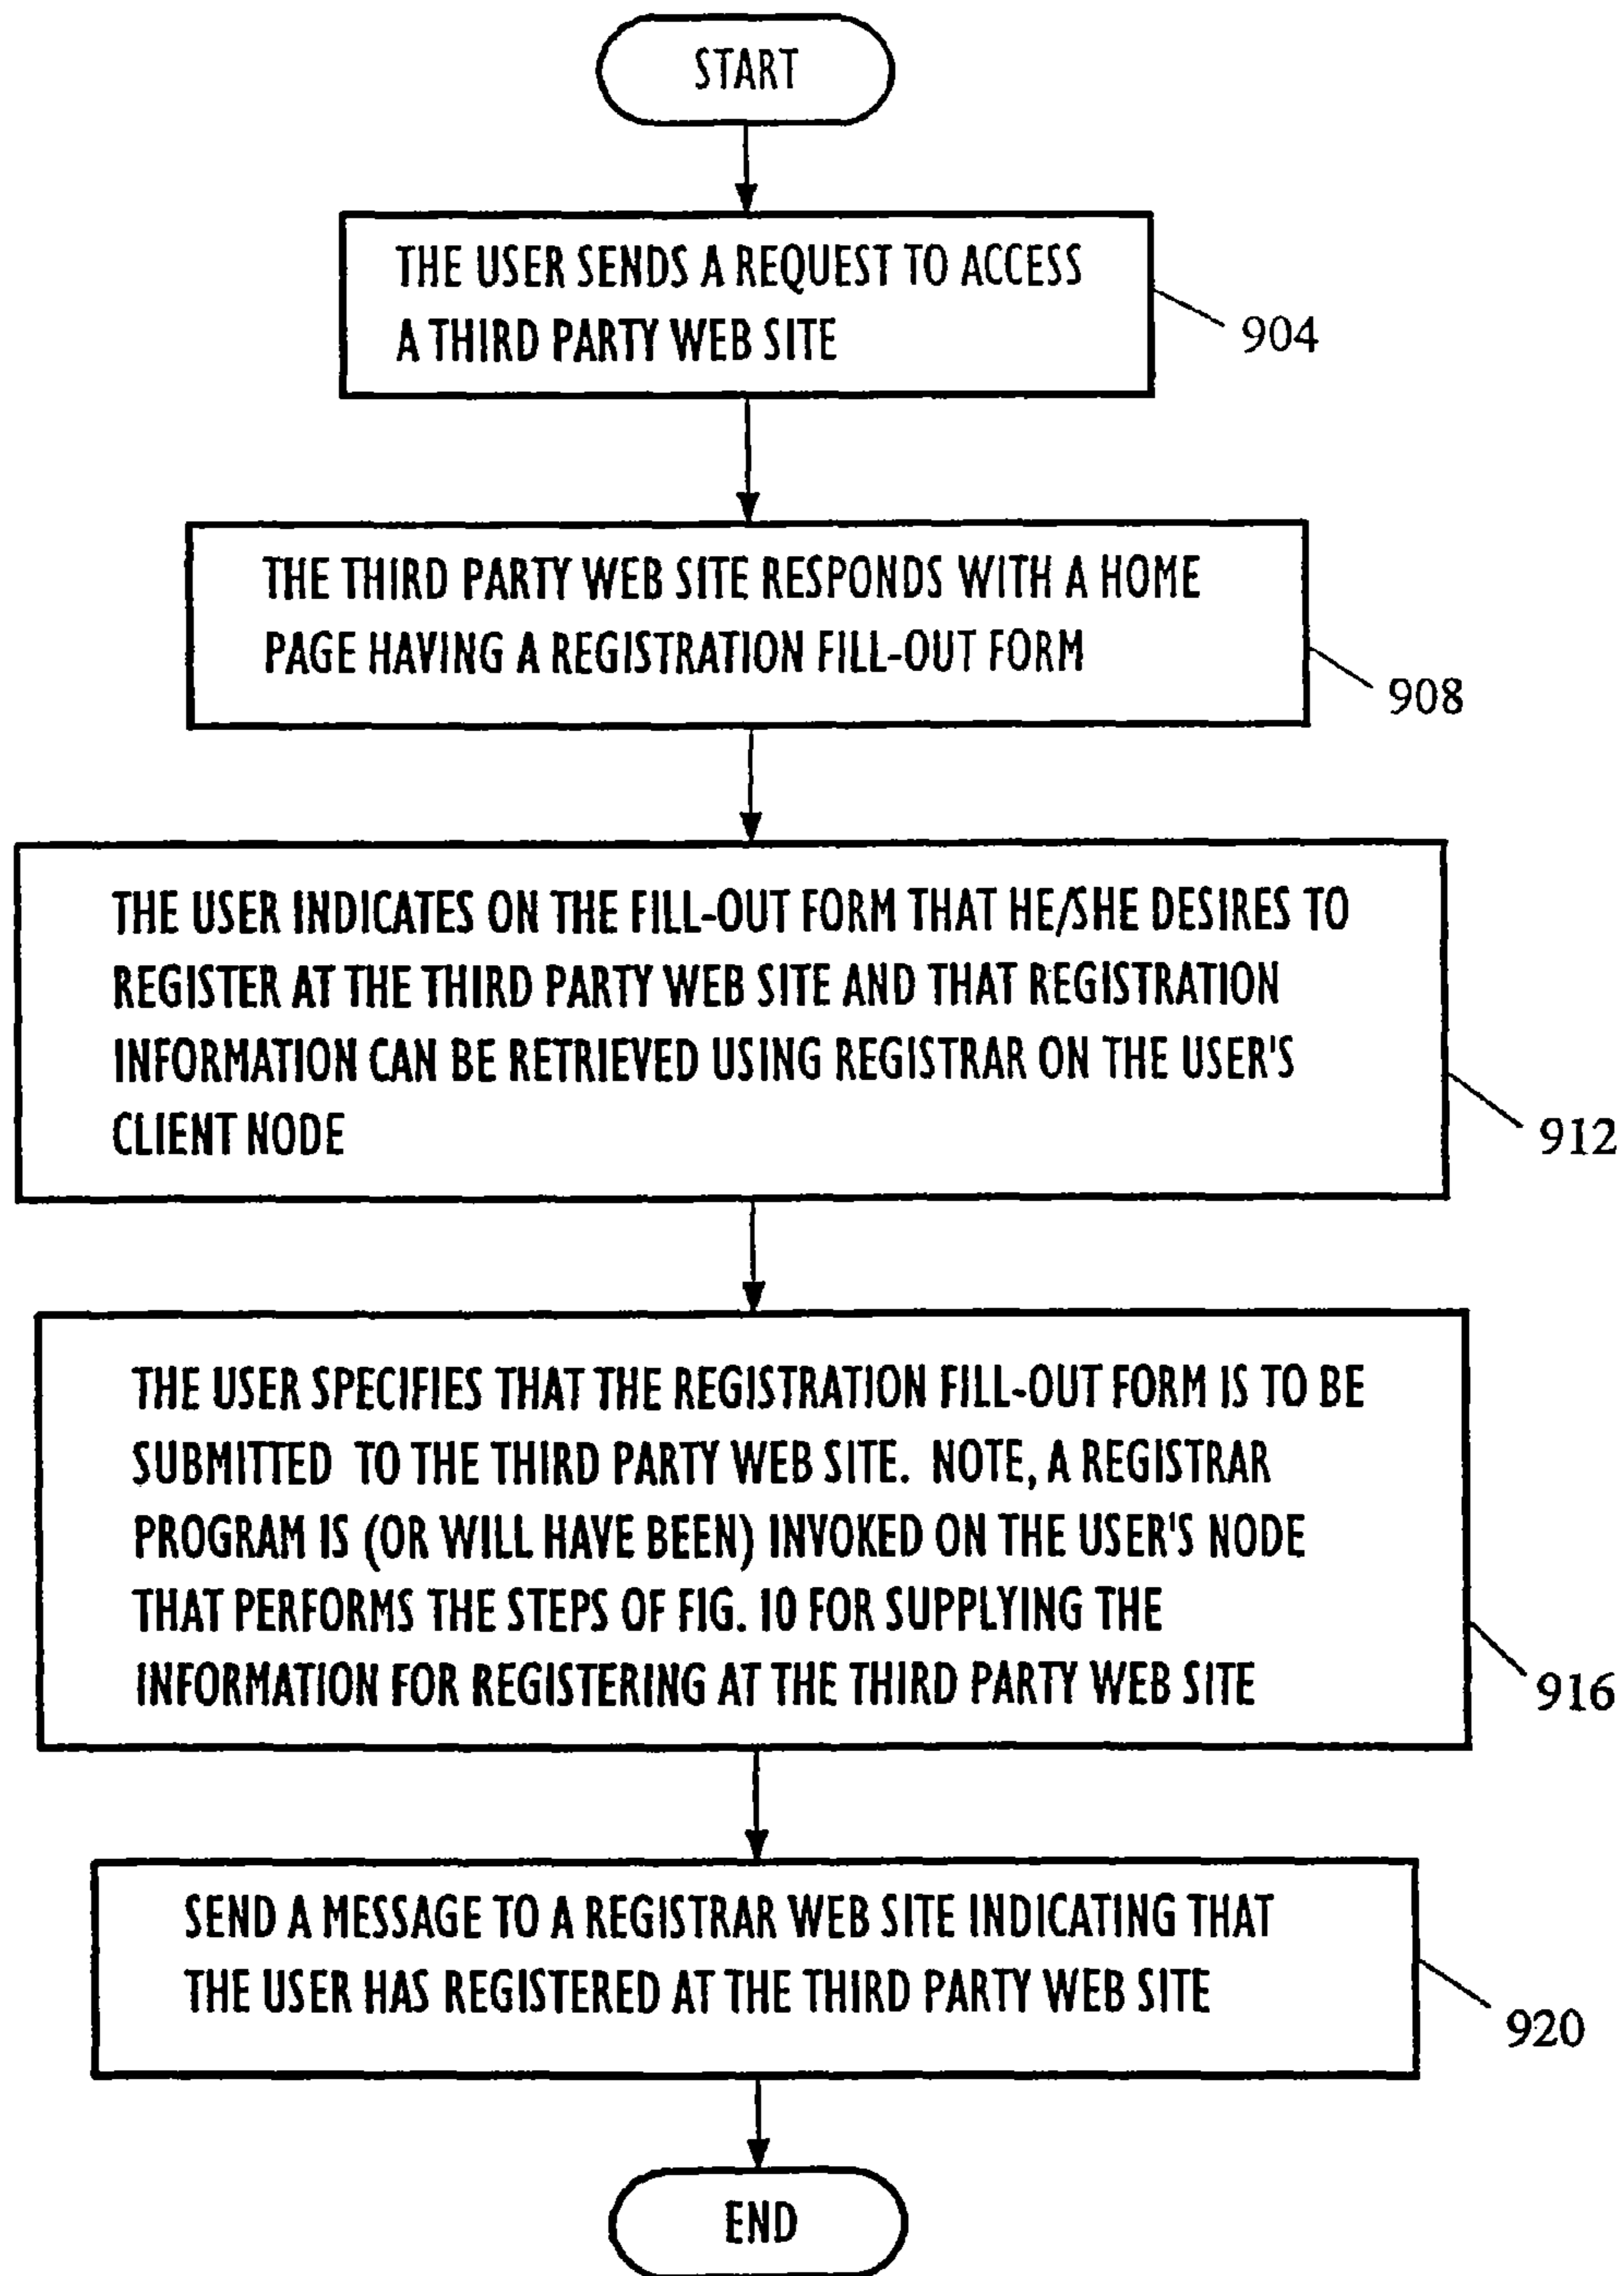 START
THE USER SENDS A REQUEST TO ACCESS
A THIRD PARTY WEB SITE
904
THE THIRD PARTY WEB SITE RESPONDS WITH A HOME
PAGE HAVING A REGISTRATION FILL-OUT FORM
908
THE USER INDICATES ON THE FILL-OUT FORM THAT HE/SHE DESIRES TO
REGISTER AT THE THIRD PARTY WEB SITE AND THAT REGISTRATION
INFORMATION CAN BE RETRIEVED USING REGISTRAR ON THE USER'S
CLIENT NODE
912
THE USER SPECIFIES THAT THE REGISTRATION FILL-OUT FORM IS TO BE
SUBMITTED TO THE THIRD PARTY WEB SITE. NOTE, A REGISTRAR
PROGRAM IS (OR WILL HAVE BEEN) INVOKED ON THE USER'S NODE
THAT PERFORMS THE STEPS OF FIG. 10 FOR SUPPLYING THE
INFORMATION FOR REGISTERING AT THE THIRD PARTY WEB SITE
916
SEND A MESSAGE TO A REGISTRAR WEB SITE INDICATING THAT
THE USER HAS REGISTERED AT THE THIRD PARTY WEB SITE
920
END